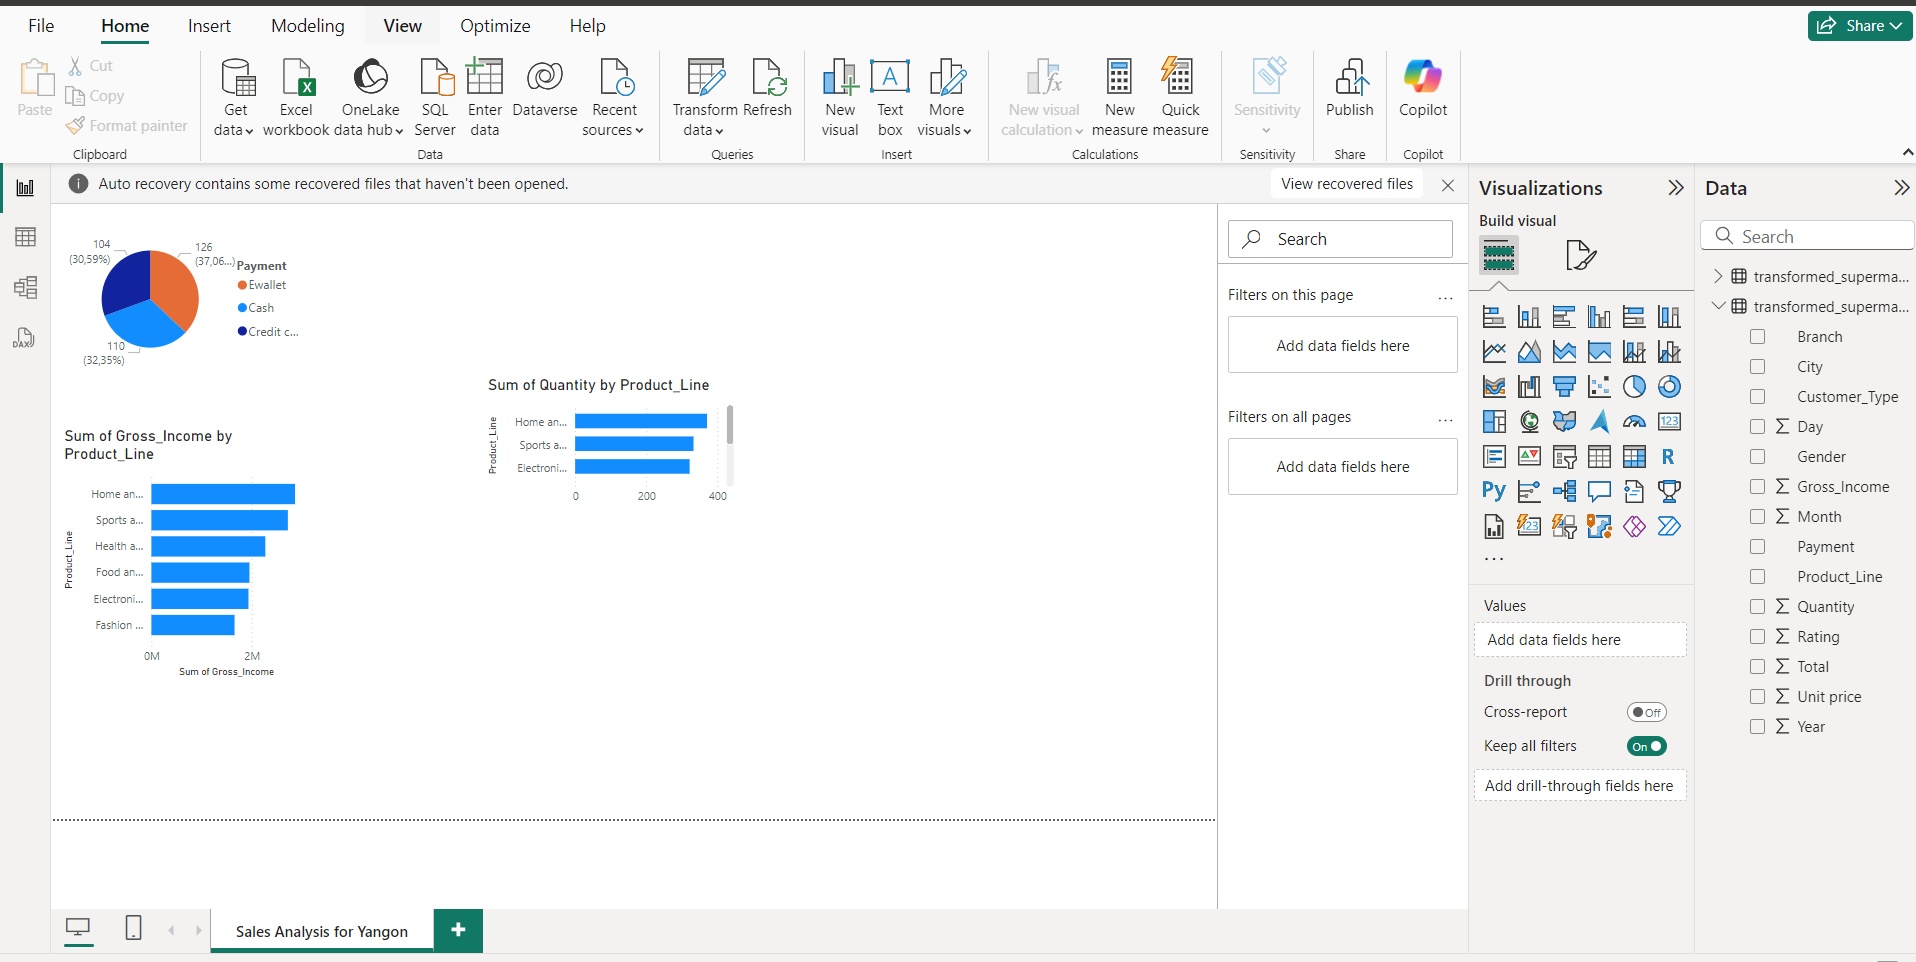 File Home Insert Modeling View Optimize Help Share
Paste
Cut
Copy
Format painter
Clipboard
Get data
Excel workbook
OneLake data hub
SQL Server
Enter data
Dataverse
Recent sources
Data
Transform data
Refresh
Queries
New visual
Text box
More visuals
Insert
New visual calculation
New measure
Quick measure
Calculations
Sensitivity
Sensitivity
Publish
Share
Copilot
Copilot
Auto recovery contains some recovered files that haven't been opened.
View recovered files
104
(30,59%)
126
(37,06...)
110
(32,35%)
Payment
Ewallet
Cash
Credit c...
Sum of Quantity by Product_Line
Product_Line
Home an...
Sports a...
Electroni...
0 200 400
Sum of Gross_Income by
Product_Line
Product_Line
Home an...
Sports a...
Health a...
Food an...
Electroni...
Fashion ...
0M 2M
Sum of Gross_Income
Search
Filters on this page ...
Add data fields here
Filters on all pages ...
Add data fields here
Visualizations
Build visual
123
R
Py
123
...
Values
Add data fields here
Drill through
Cross-report Off
Keep all filters On
Add drill-through fields here
Data
Search
transformed_superma...
transformed_superma...
Branch
City
Customer_Type
Σ Day
Gender
Σ Gross_Income
Σ Month
Payment
Product_Line
Σ Quantity
Σ Rating
Σ Total
Σ Unit price
Σ Year
DAX
Sales Analysis for Yangon